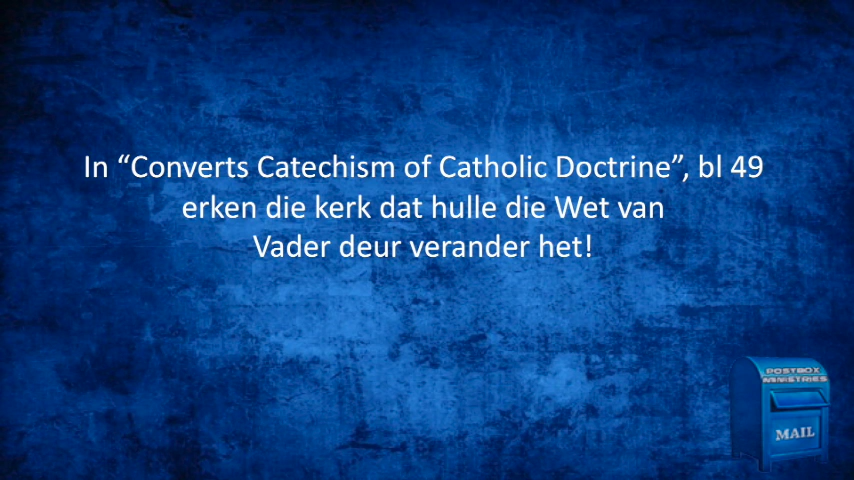 In “Converts Catechism of Catholic Doctrine”, bl 49
erken die kerk dat hulle die Wet van
Vader deur verander het!
POSTBOX
MINISTRIES
MAIL